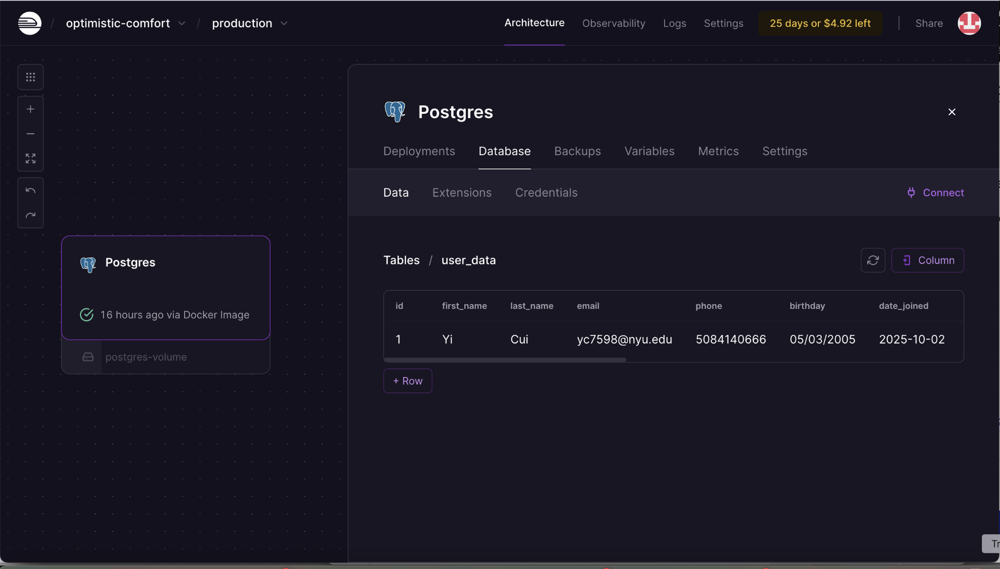 / optimistic-comfort / production
Architecture Observability Logs Settings 25 days or $4.92 left Share
Postgres
Deployments Database Backups Variables Metrics Settings
Data Extensions Credentials Connect
Postgres
16 hours ago via Docker Image
postgres-volume
Tables / user_data Column
id first_name last_name email phone birthday date_joined
1 Yi Cui yc7598@nyu.edu 5084140666 05/03/2005 2025-10-02
+ Row